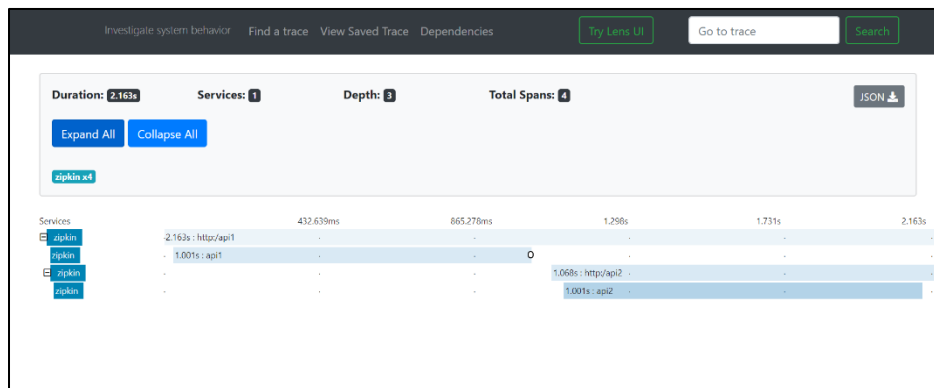 Investigate system behavior Find a trace View Saved Trace Dependencies Try Lens UI Go to trace Search
Duration: 2.163s Services: 1 Depth: 3 Total Spans: 4 JSON
Expand All Collapse All
zipkin x4
Services 432.639ms 865.278ms 1.298s 1.731s 2.163s
zipkin 2.163s : http:/api1
zipkin 1.001s : api1
zipkin 1.068s : http:/api2
zipkin 1.001s : api2